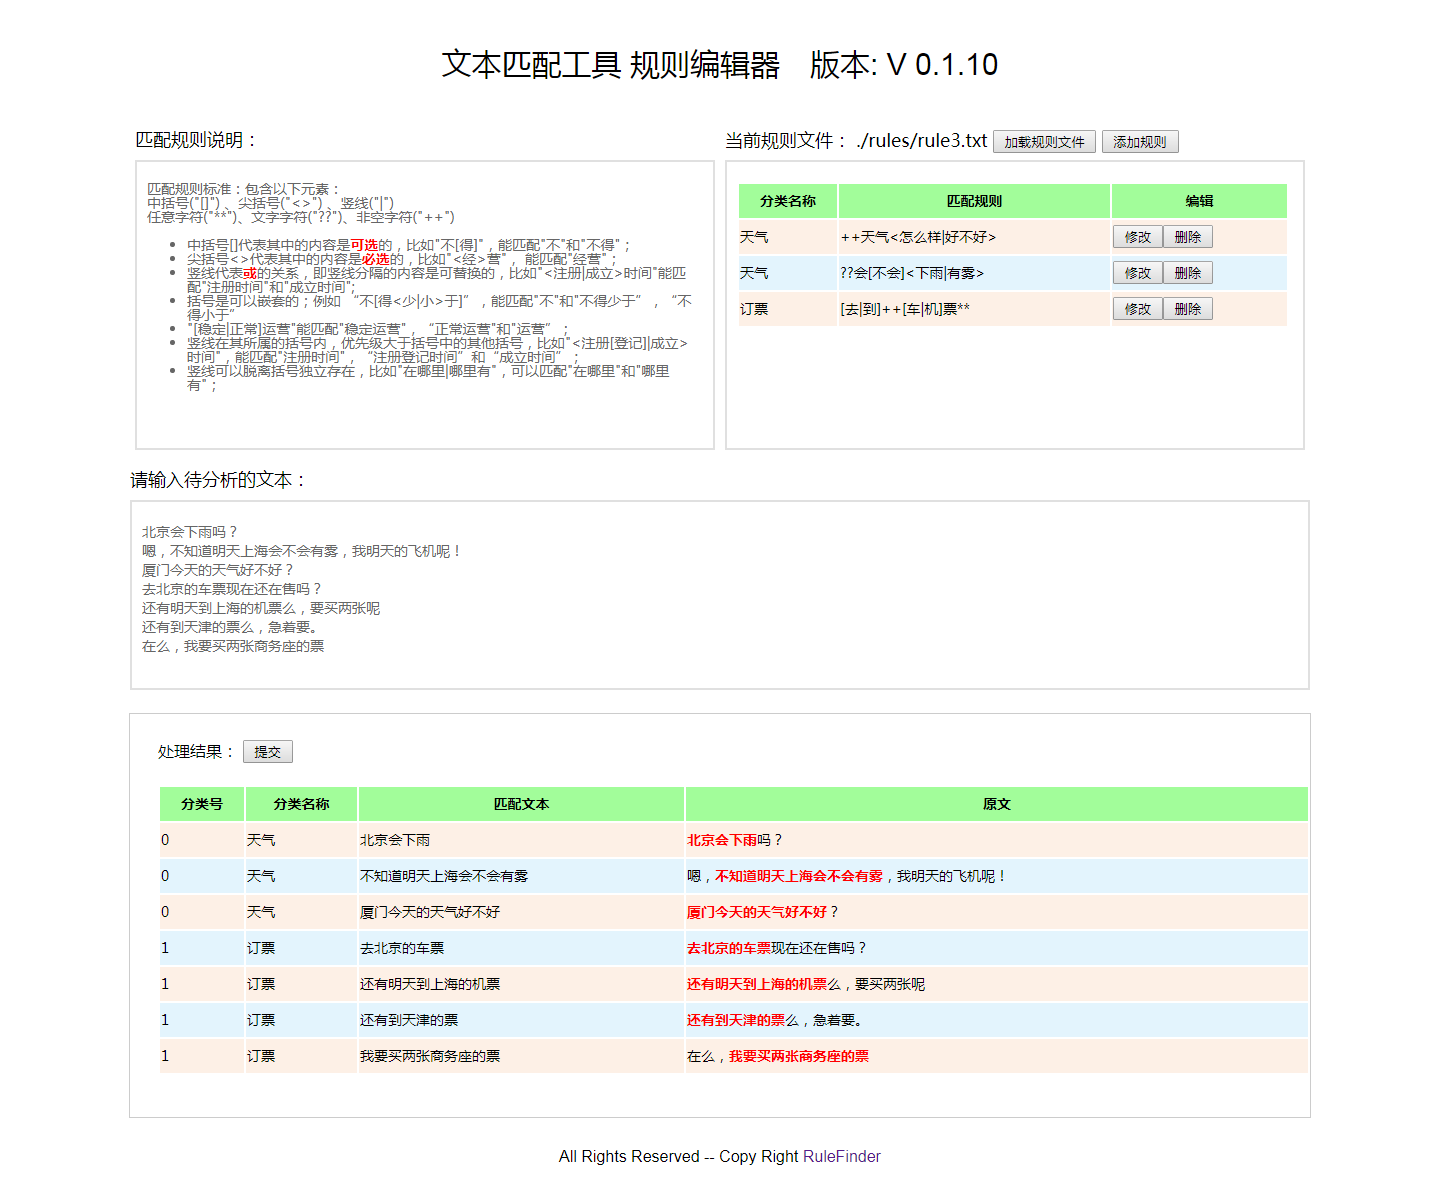 文本匹配工具 规则编辑器　版本: V 0.1.10
匹配规则说明：
匹配规则标准：包含以下元素：
中括号("[]") 、尖括号("<>") 、竖线("|")
任意字符("**")、文字字符("??")、非空字符("++")
• 中括号[]代表其中的内容是可选的，比如"不[得]"，能匹配"不"和"不得"；
• 尖括号<>代表其中的内容是必选的，比如"<经>营"， 能匹配"经营"；
• 竖线代表或的关系，即竖线分隔的内容是可替换的，比如"<注册|成立>时间"能匹
配"注册时间"和"成立时间";
• 括号是可以嵌套的；例如 “不[得<少|小>于]”，能匹配"不"和"不得少于”，“不
得小于”
• "[稳定|正常]运营"能匹配"稳定运营"，“正常运营"和"运营”；
• 竖线在其所属的括号内，优先级大于括号中的其他括号，比如"<注册[登记]|成立>
时间"，能匹配"注册时间"，“注册登记时间”和“成立时间”；
• 竖线可以脱离括号独立存在，比如"在哪里|哪里有"，可以匹配"在哪里"和"哪里
有"；
当前规则文件： ./rules/rule3.txt 加载规则文件 添加规则
分类名称 匹配规则 编辑
天气 ++天气<怎么样|好不好> 修改 删除
天气 ??会[不会]<下雨|有雾> 修改 删除
订票 [去|到]++[车|机]票** 修改 删除
请输入待分析的文本：
北京会下雨吗？
嗯，不知道明天上海会不会有雾，我明天的飞机呢！
厦门今天的天气好不好？
去北京的车票现在还在售吗？
还有明天到上海的机票么，要买两张呢
还有到天津的票么，急着要。
在么，我要买两张商务座的票
处理结果： 提交
分类号 分类名称 匹配文本 原文
0 天气 北京会下雨 北京会下雨吗？
0 天气 不知道明天上海会不会有雾 嗯，不知道明天上海会不会有雾，我明天的飞机呢！
0 天气 厦门今天的天气好不好 厦门今天的天气好不好？
1 订票 去北京的车票 去北京的车票现在还在售吗？
1 订票 还有明天到上海的机票 还有明天到上海的机票么，要买两张呢
1 订票 还有到天津的票 还有到天津的票么，急着要。
1 订票 我要买两张商务座的票 在么，我要买两张商务座的票
All Rights Reserved -- Copy Right RuleFinder